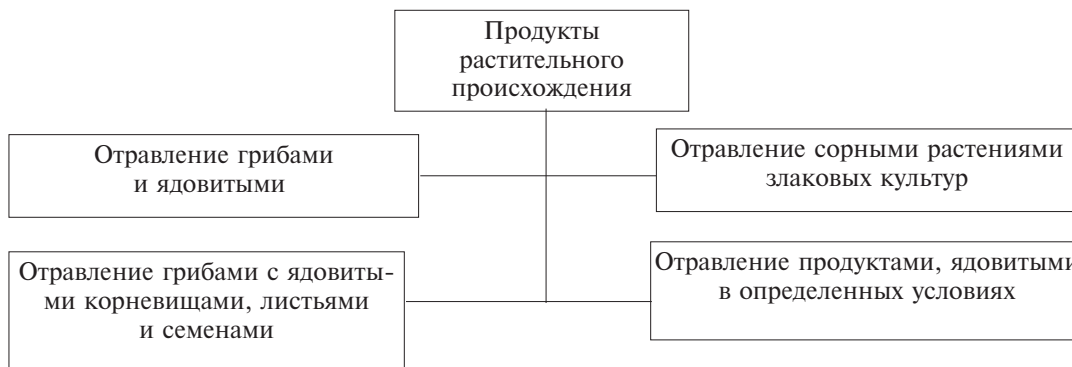 Продукты
растительного
происхождения
Отравление грибами
и ядовитыми
Отравление сорными растениями
злаковых культур
Отравление грибами с ядовиты-
ми корневищами, листьями
и семенами
Отравление продуктами, ядовитыми
в определенных условиях